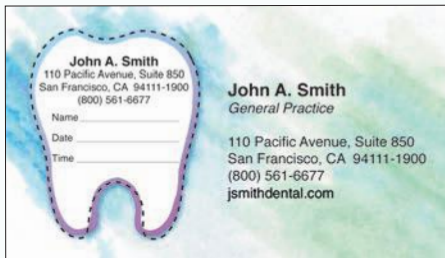 John A. Smith
110 Pacific Avenue, Suite 850
San Francisco, CA 94111-1900
(800) 561-6677
Name
Date
Time
John A. Smith
General Practice
110 Pacific Avenue, Suite 850
San Francisco, CA 94111-1900
(800) 561-6677
jsmithdental.com